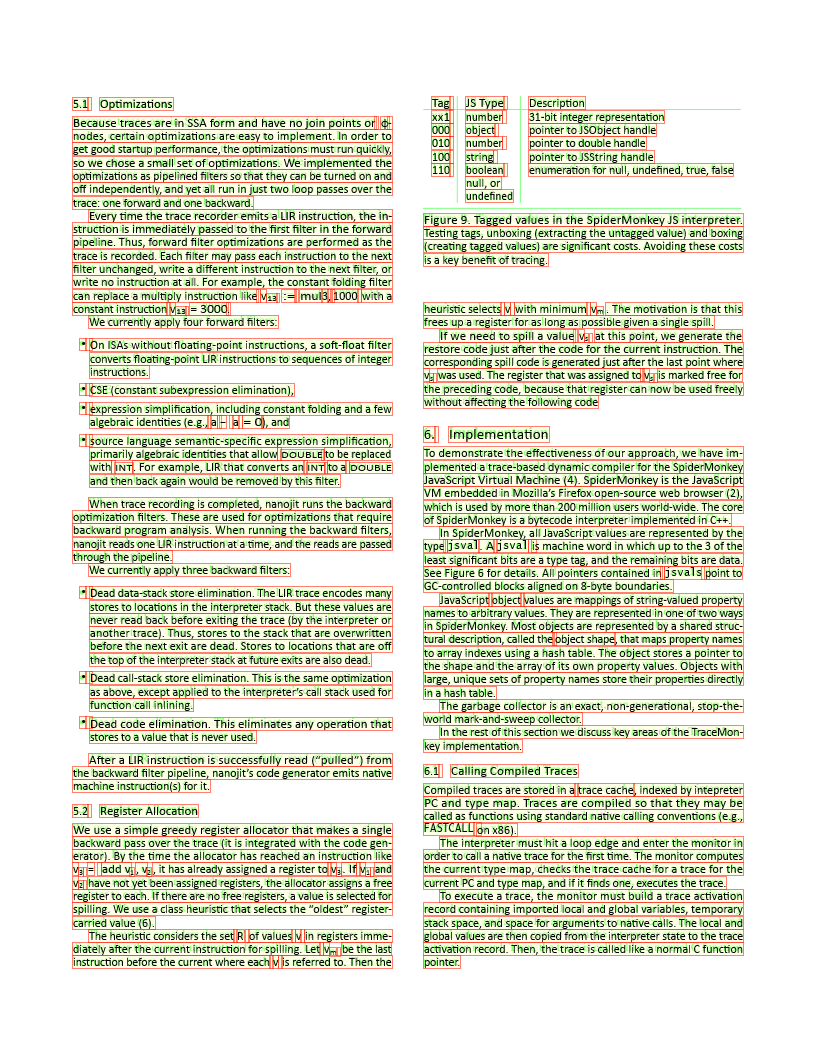 5.1 Optimizations
Because traces are in SSA form and have no join points or ϕ-
nodes, certain optimizations are easy to implement. In order to
get good startup performance, the optimizations must run quickly,
so we chose a small set of optimizations. We implemented the
optimizations as pipelined filters so that they can be turned on and
off independently, and yet all run in just two loop passes over the
trace: one forward and one backward.
Every time the trace recorder emits a LIR instruction, the in-
struction is immediately passed to the first filter in the forward
pipeline. Thus, forward filter optimizations are performed as the
trace is recorded. Each filter may pass each instruction to the next
filter unchanged, write a different instruction to the next filter, or
write no instruction at all. For example, the constant folding filter
can replace a multiply instruction like v13 := mul3, 1000 with a
constant instruction v13 = 3000.
We currently apply four forward filters:
• On ISAs without floating-point instructions, a soft-float filter
converts floating-point LIR instructions to sequences of integer
instructions.
• CSE (constant subexpression elimination),
• expression simplification, including constant folding and a few
algebraic identities (e.g., a − a = 0), and
• source language semantic-specific expression simplification,
primarily algebraic identities that allow DOUBLE to be replaced
with INT. For example, LIR that converts an INT to a DOUBLE
and then back again would be removed by this filter.
When trace recording is completed, nanojit runs the backward
optimization filters. These are used for optimizations that require
backward program analysis. When running the backward filters,
nanojit reads one LIR instruction at a time, and the reads are passed
through the pipeline.
We currently apply three backward filters:
• Dead data-stack store elimination. The LIR trace encodes many
stores to locations in the interpreter stack. But these values are
never read back before exiting the trace (by the interpreter or
another trace). Thus, stores to the stack that are overwritten
before the next exit are dead. Stores to locations that are off
the top of the interpreter stack at future exits are also dead.
• Dead call-stack store elimination. This is the same optimization
as above, except applied to the interpreter's call stack used for
function call inlining.
• Dead code elimination. This eliminates any operation that
stores to a value that is never used.
After a LIR instruction is successfully read ("pulled") from
the backward filter pipeline, nanojit's code generator emits native
machine instruction(s) for it.
5.2 Register Allocation
We use a simple greedy register allocator that makes a single
backward pass over the trace (it is integrated with the code gen-
erator). By the time the allocator has reached an instruction like
v3 = add v1, v2, it has already assigned a register to v3. If v1 and
v2 have not yet been assigned registers, the allocator assigns a free
register to each. If there are no free registers, a value is selected for
spilling. We use a class heuristic that selects the "oldest" register-
carried value (6).
The heuristic considers the set R of values v in registers imme-
diately after the current instruction for spilling. Let vm be the last
instruction before the current where each v is referred to. Then the
Tag JS Type Description
xx1 number 31-bit integer representation
000 object pointer to JSObject handle
010 number pointer to double handle
100 string pointer to JSString handle
110 boolean enumeration for null, undefined, true, false
null, or
undefined
Figure 9. Tagged values in the SpiderMonkey JS interpreter.
Testing tags, unboxing (extracting the untagged value) and boxing
(creating tagged values) are significant costs. Avoiding these costs
is a key benefit of tracing.
heuristic selects v with minimum vm. The motivation is that this
frees up a register for as long as possible given a single spill.
If we need to spill a value vs at this point, we generate the
restore code just after the code for the current instruction. The
corresponding spill code is generated just after the last point where
vs was used. The register that was assigned to vs is marked free for
the preceding code, because that register can now be used freely
without affecting the following code
6. Implementation
To demonstrate the effectiveness of our approach, we have im-
plemented a trace-based dynamic compiler for the SpiderMonkey
JavaScript Virtual Machine (4). SpiderMonkey is the JavaScript
VM embedded in Mozilla's Firefox open-source web browser (2),
which is used by more than 200 million users world-wide. The core
of SpiderMonkey is a bytecode interpreter implemented in C++.
In SpiderMonkey, all JavaScript values are represented by the
type jsval. A jsval is machine word in which up to the 3 of the
least significant bits are a type tag, and the remaining bits are data.
See Figure 6 for details. All pointers contained in jsvals point to
GC-controlled blocks aligned on 8-byte boundaries.
JavaScript object values are mappings of string-valued property
names to arbitrary values. They are represented in one of two ways
in SpiderMonkey. Most objects are represented by a shared struc-
tural description, called the object shape, that maps property names
to array indexes using a hash table. The object stores a pointer to
the shape and the array of its own property values. Objects with
large, unique sets of property names store their properties directly
in a hash table.
The garbage collector is an exact, non-generational, stop-the-
world mark-and-sweep collector.
In the rest of this section we discuss key areas of the TraceMon-
key implementation.
6.1 Calling Compiled Traces
Compiled traces are stored in a trace cache, indexed by intepreter
PC and type map. Traces are compiled so that they may be
called as functions using standard native calling conventions (e.g.,
FASTCALL on x86).
The interpreter must hit a loop edge and enter the monitor in
order to call a native trace for the first time. The monitor computes
the current type map, checks the trace cache for a trace for the
current PC and type map, and if it finds one, executes the trace.
To execute a trace, the monitor must build a trace activation
record containing imported local and global variables, temporary
stack space, and space for arguments to native calls. The local and
global values are then copied from the interpreter state to the trace
activation record. Then, the trace is called like a normal C function
pointer.